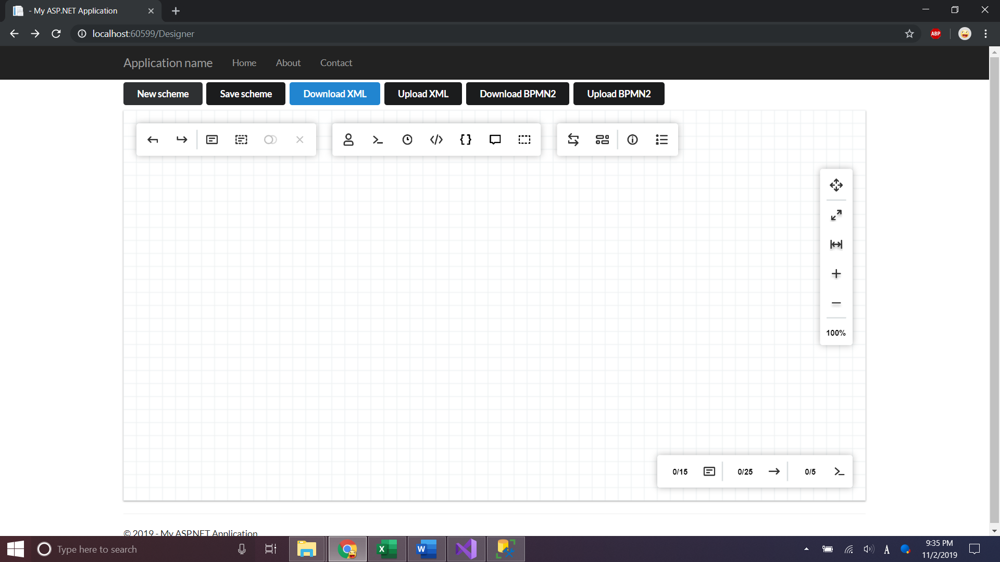 - My ASP.NET Application
localhost:60599/Designer
ABP
Application name Home About Contact
New scheme Save scheme Download XML Upload XML Download BPMN2 Upload BPMN2
100%
0/15 0/25 0/5
© 2019 - My ASP.NET Application
Type here to search
9:35 PM
11/2/2019